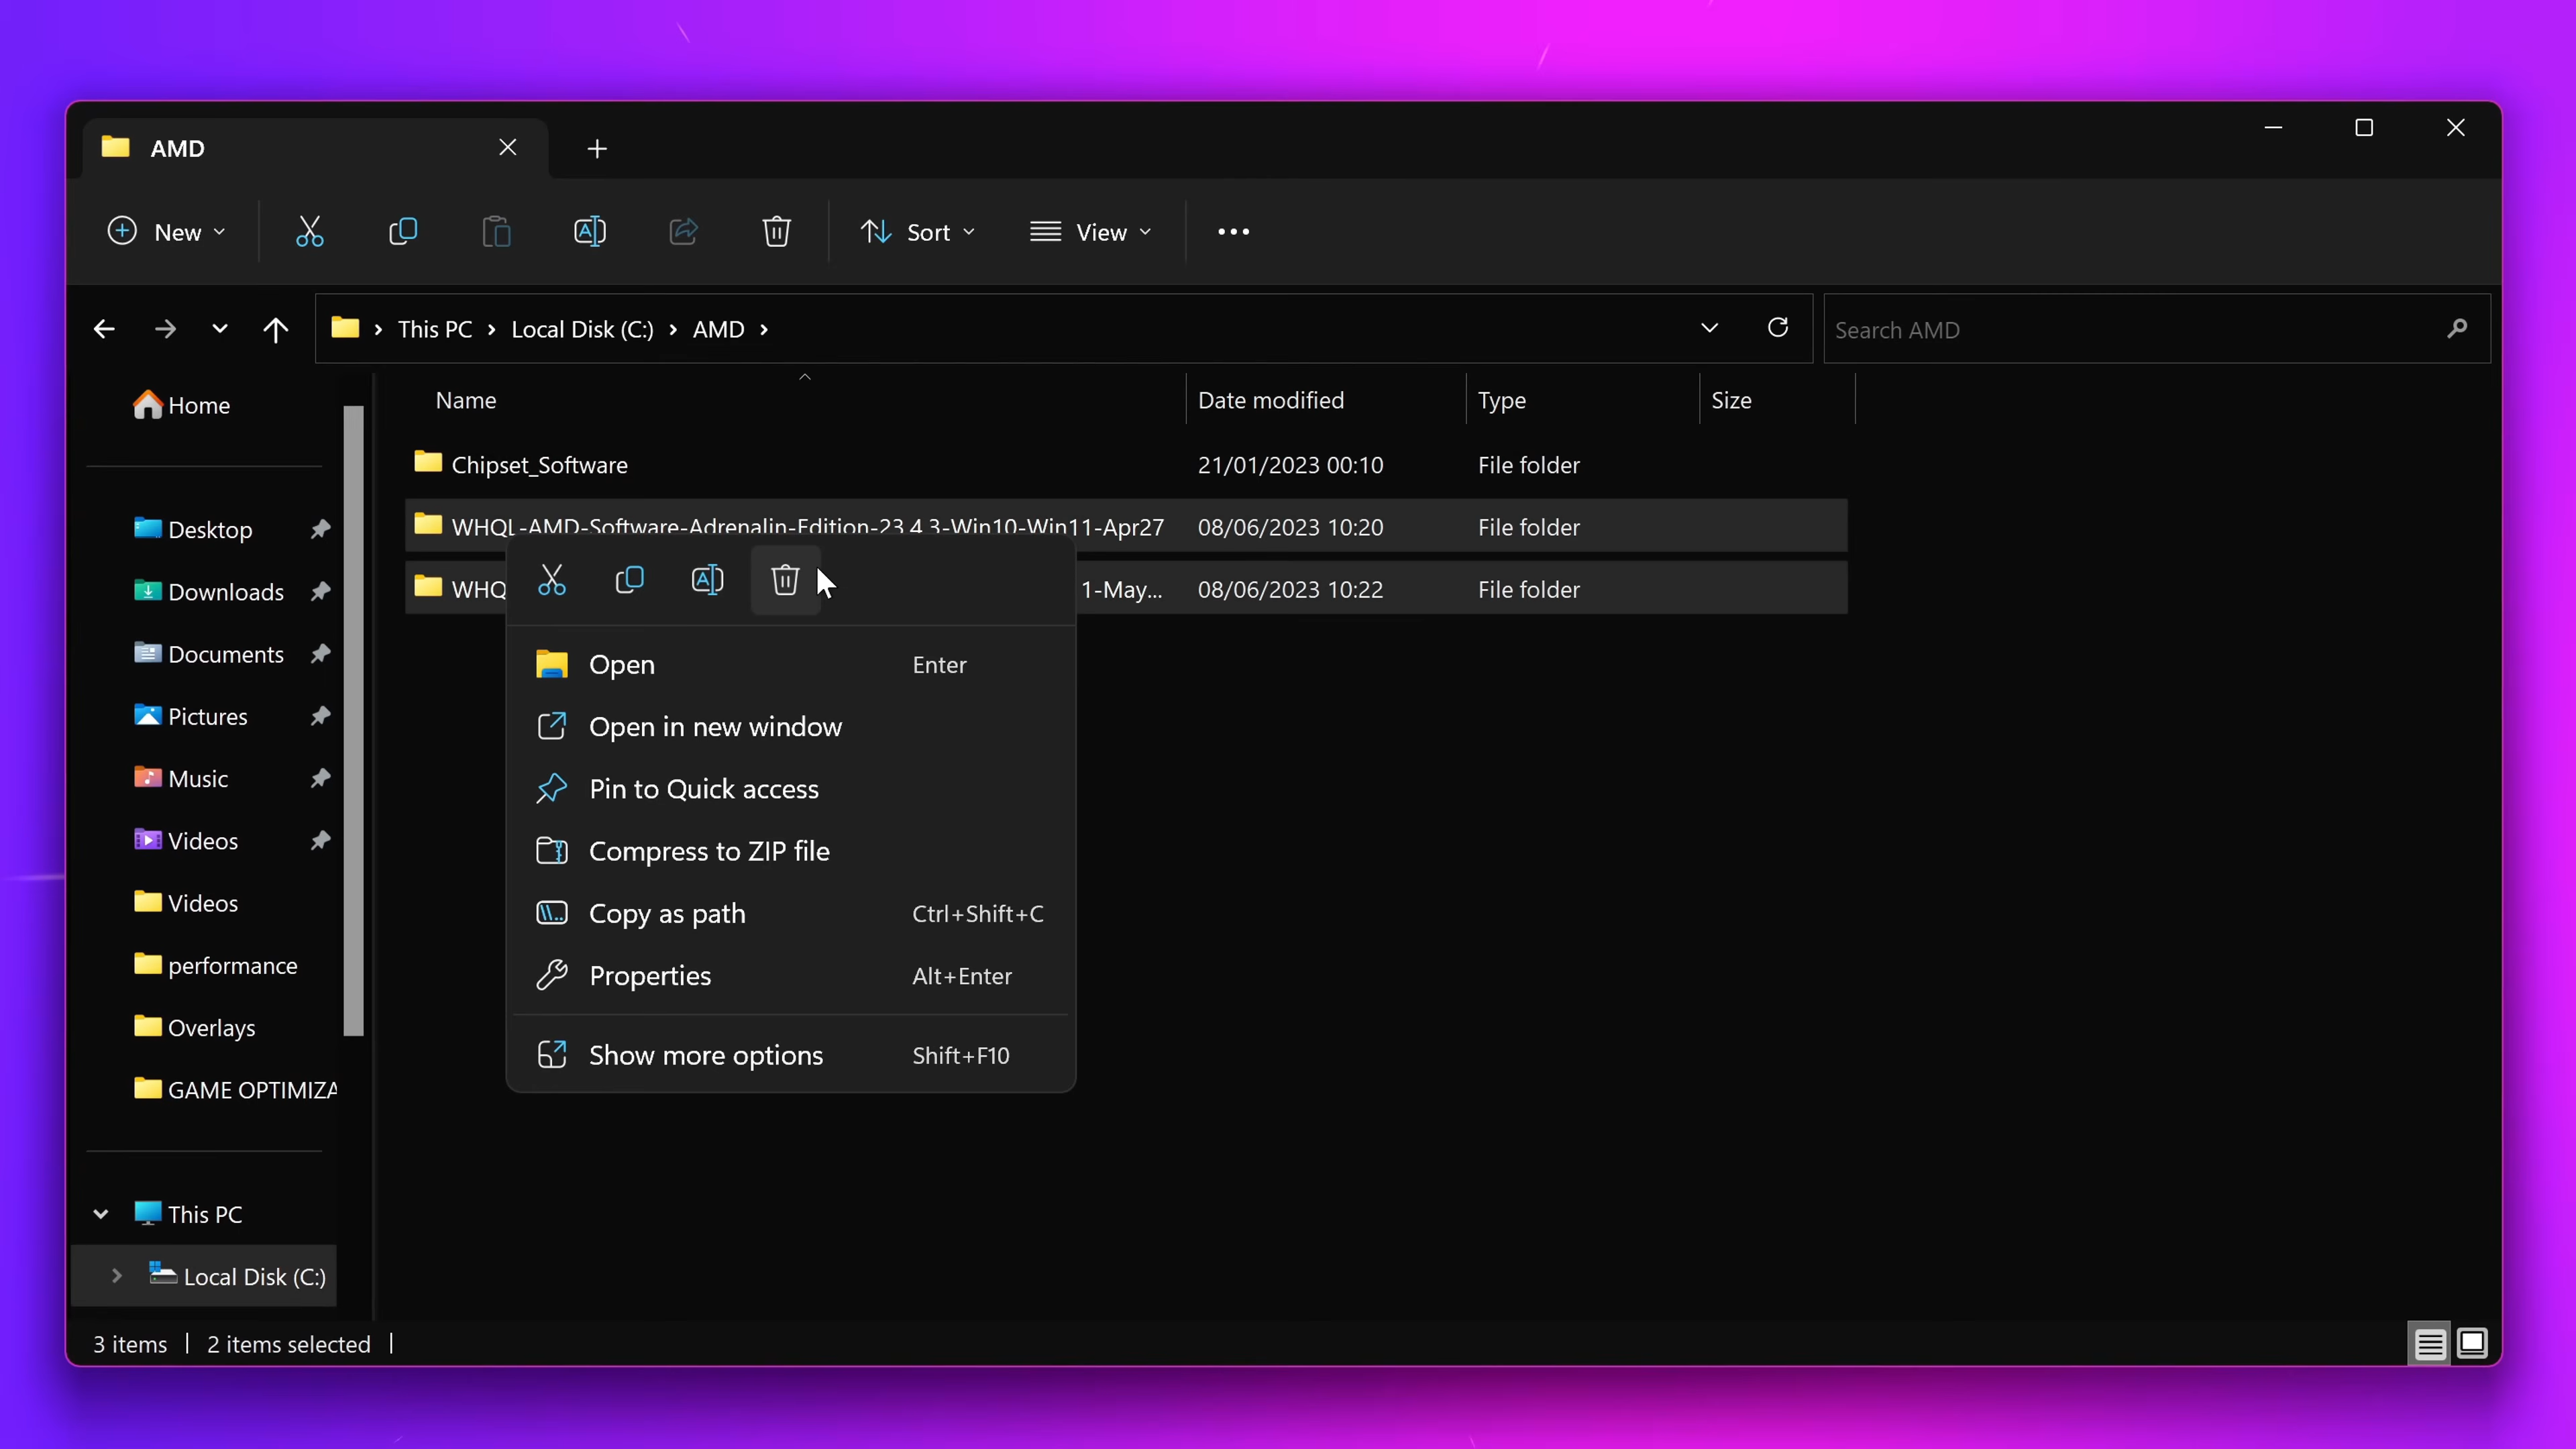 AMD
New
Sort
View
This PC
Local Disk (C:)
AMD
Search AMD
Name
Date modified
Type
Size
Home
Desktop
Downloads
Documents
Pictures
Music
Videos
Videos
performance
Overlays
GAME OPTIMIZA
This PC
Local Disk (C:)
Chipset_Software 21/01/2023 00:10 File folder
WHQL-AMD-Software-Adrenalin-Edition-23.4.3-Win10-Win11-Apr27 08/06/2023 10:20 File folder
WHQ 1-May... 08/06/2023 10:22 File folder
Open Enter
Open in new window
Pin to Quick access
Compress to ZIP file
Copy as path Ctrl+Shift+C
Properties Alt+Enter
Show more options Shift+F10
3 items 2 items selected